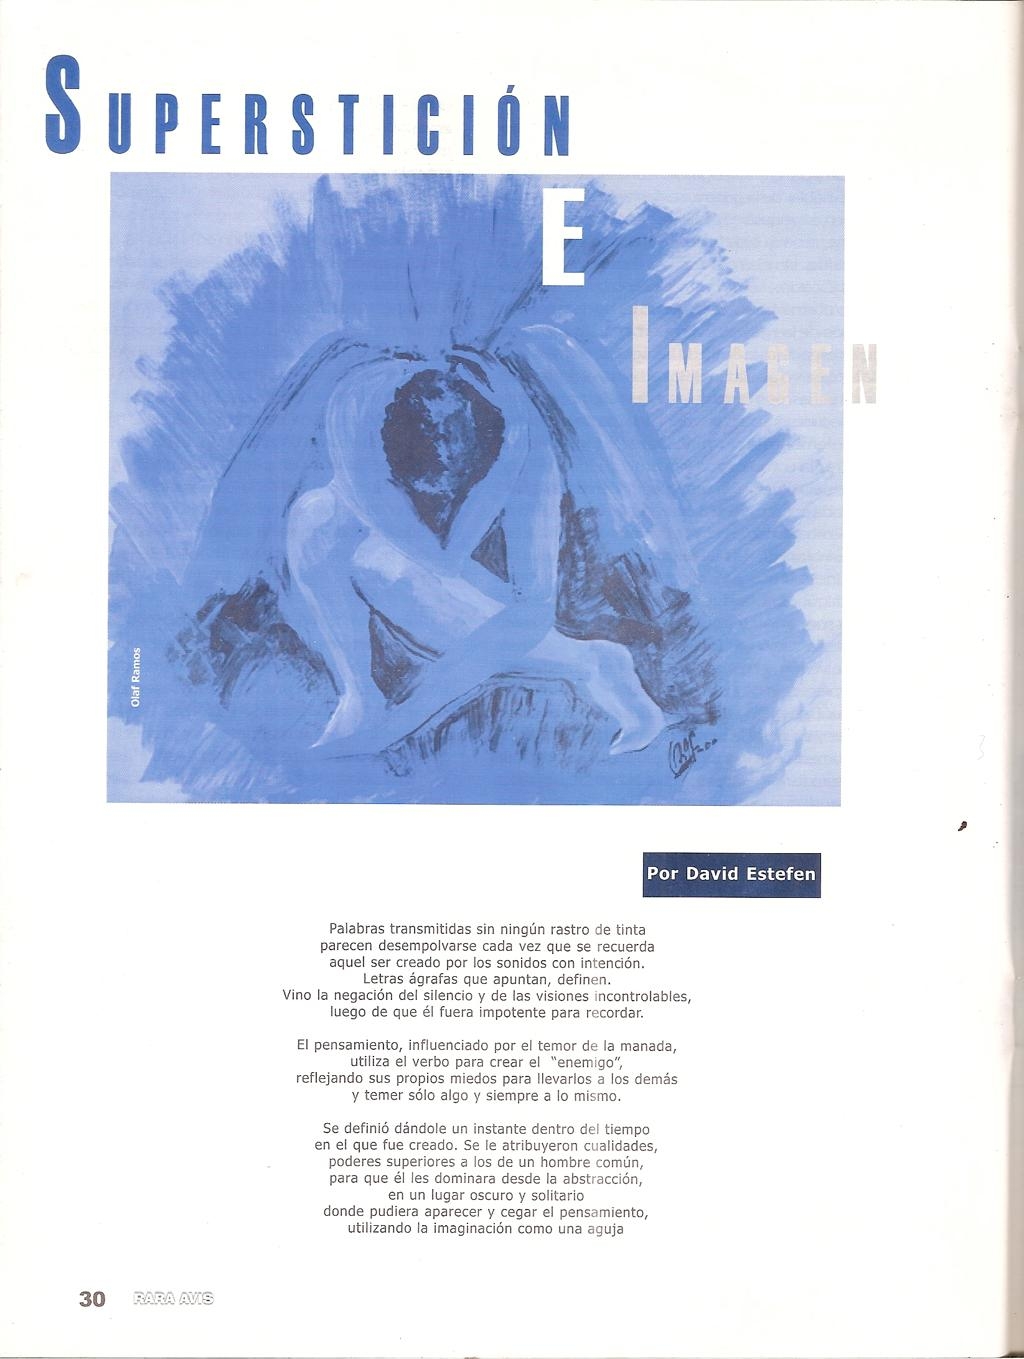 SUPERSTICIÓN
E
IMAGEN
Olaf Ramos
Por David Estefen
Palabras transmitidas sin ningún rastro de tinta
parecen desempolvarse cada vez que se recuerda
aquel ser creado por los sonidos con intención.
Letras ágrafas que apuntan, definen.
Vino la negación del silencio y de las visiones incontrolables,
luego de que él fuera impotente para recordar.
El pensamiento, influenciado por el temor de la manada,
utiliza el verbo para crear el "enemigo",
reflejando sus propios miedos para llevarlos a los demás
y temer sólo algo y siempre a lo mismo.
Se definió dándole un instante dentro del tiempo
en el que fue creado. Se le atribuyeron cualidades,
poderes superiores a los de un hombre común,
para que él les dominara desde la abstracción,
en un lugar oscuro y solitario
donde pudiera aparecer y cegar el pensamiento,
utilizando la imaginación como una aguja
30 RARA AVIS